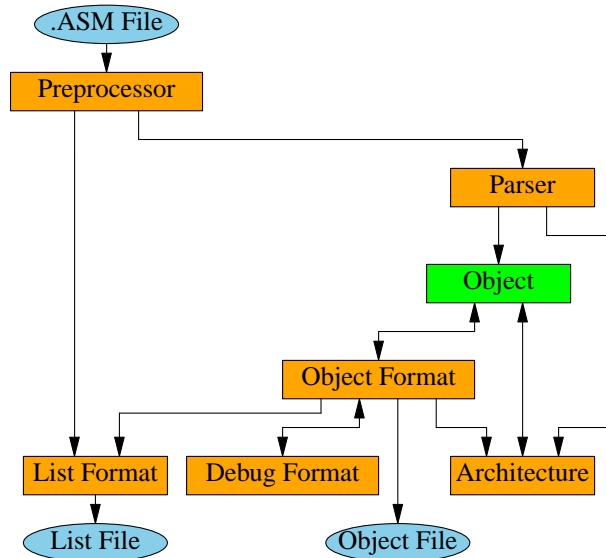 .ASM File
Preprocessor
Parser
Object
Object Format
List Format
Debug Format
Architecture
List File
Object File